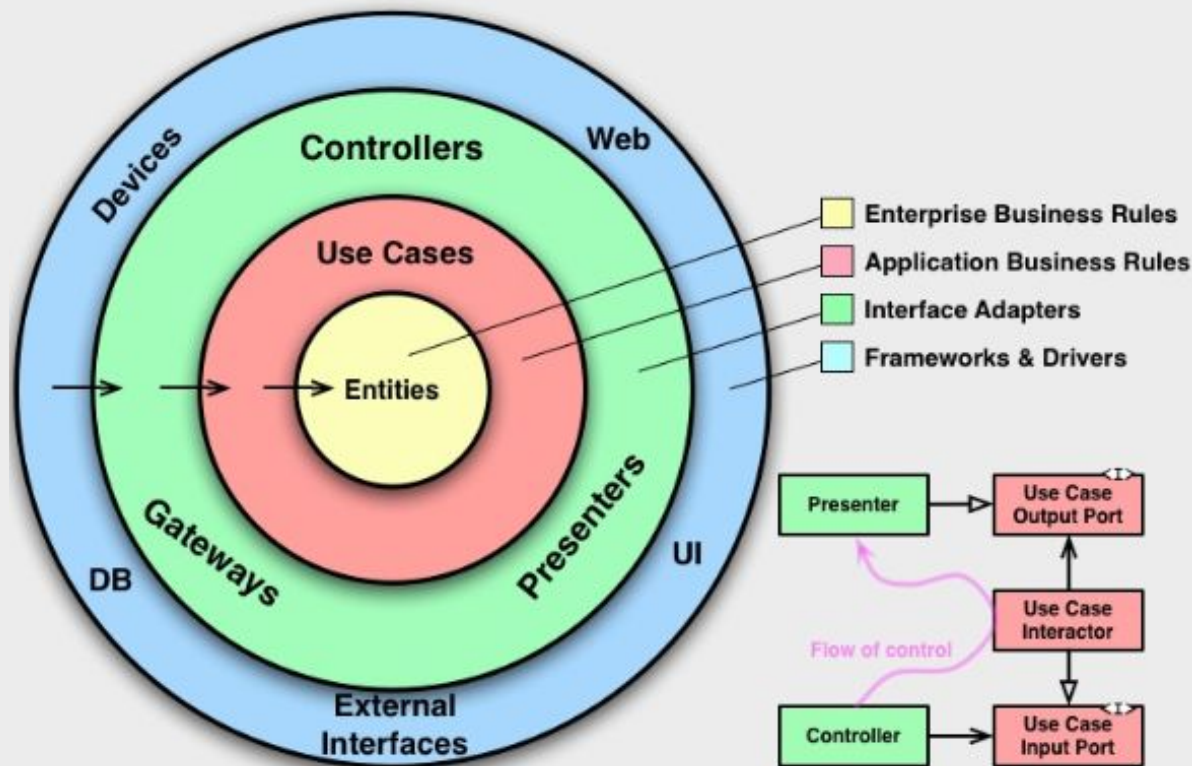 Devices
Controllers
Web
Use Cases
Entities
Gateways
Presenters
DB
UI
External
Interfaces
Enterprise Business Rules
Application Business Rules
Interface Adapters
Frameworks & Drivers
Presenter
Use Case
Output Port
<I>
Use Case
Interactor
Flow of control
Controller
Use Case
Input Port
<I>